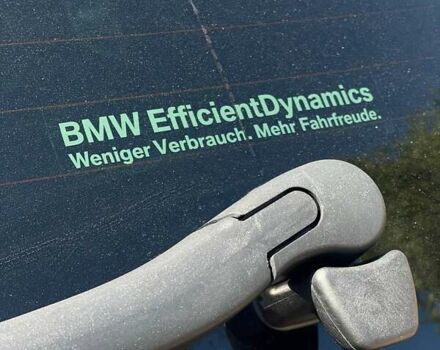 BMW EfficientDynamics
Weniger Verbrauch. Mehr Fahrfreude.